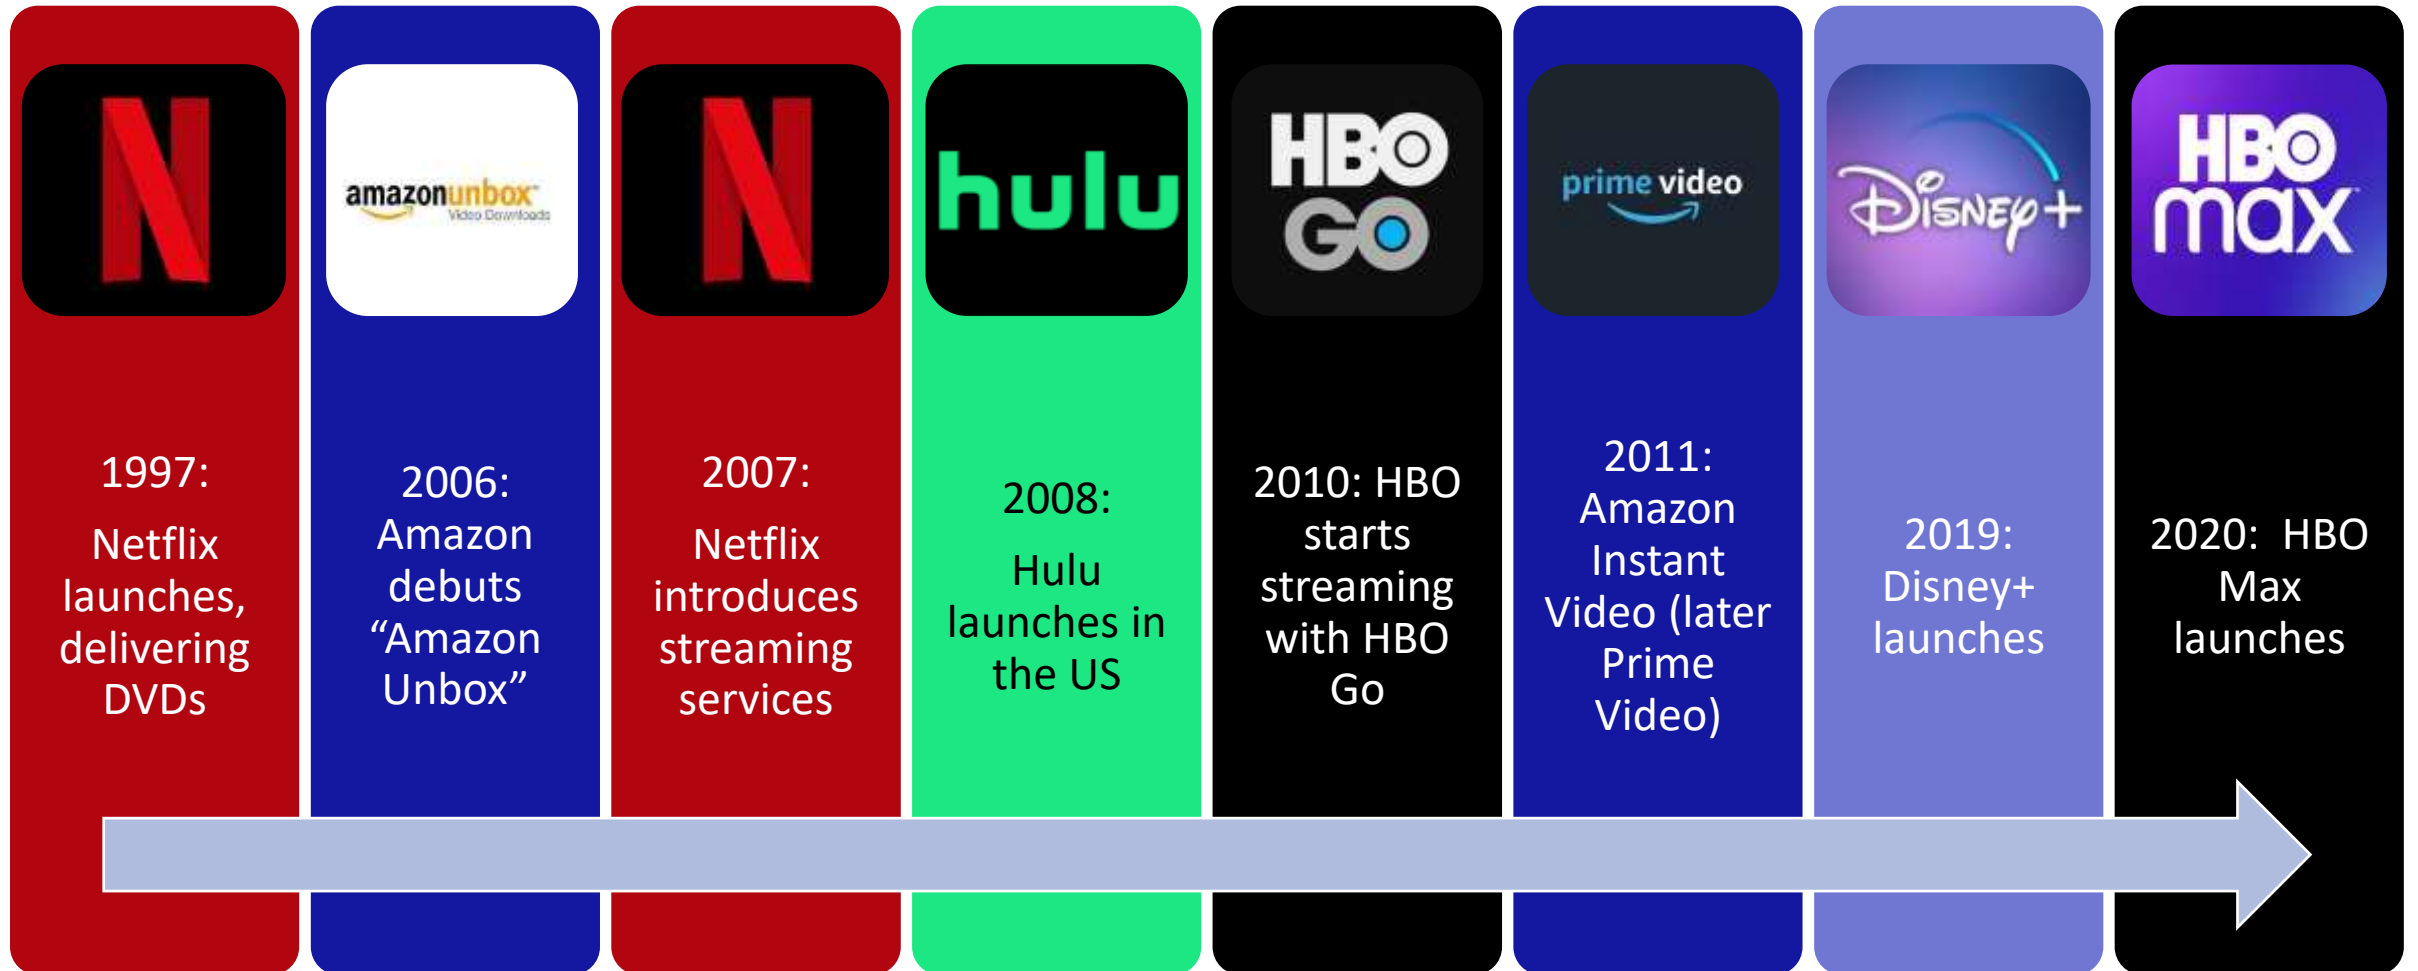 N
1997:
Netflix
launches,
delivering
DVDs
amazonunbox™
Video Downloads
2006:
Amazon
debuts
“Amazon
Unbox”
N
2007:
Netflix
introduces
streaming
services
hulu
2008:
Hulu
launches in
the US
HBO
GO
2010: HBO
starts
streaming
with HBO
Go
prime video
2011:
Amazon
Instant
Video (later
Prime
Video)
Disney+
2019:
Disney+
launches
HBO
max
2020:  HBO
Max
launches